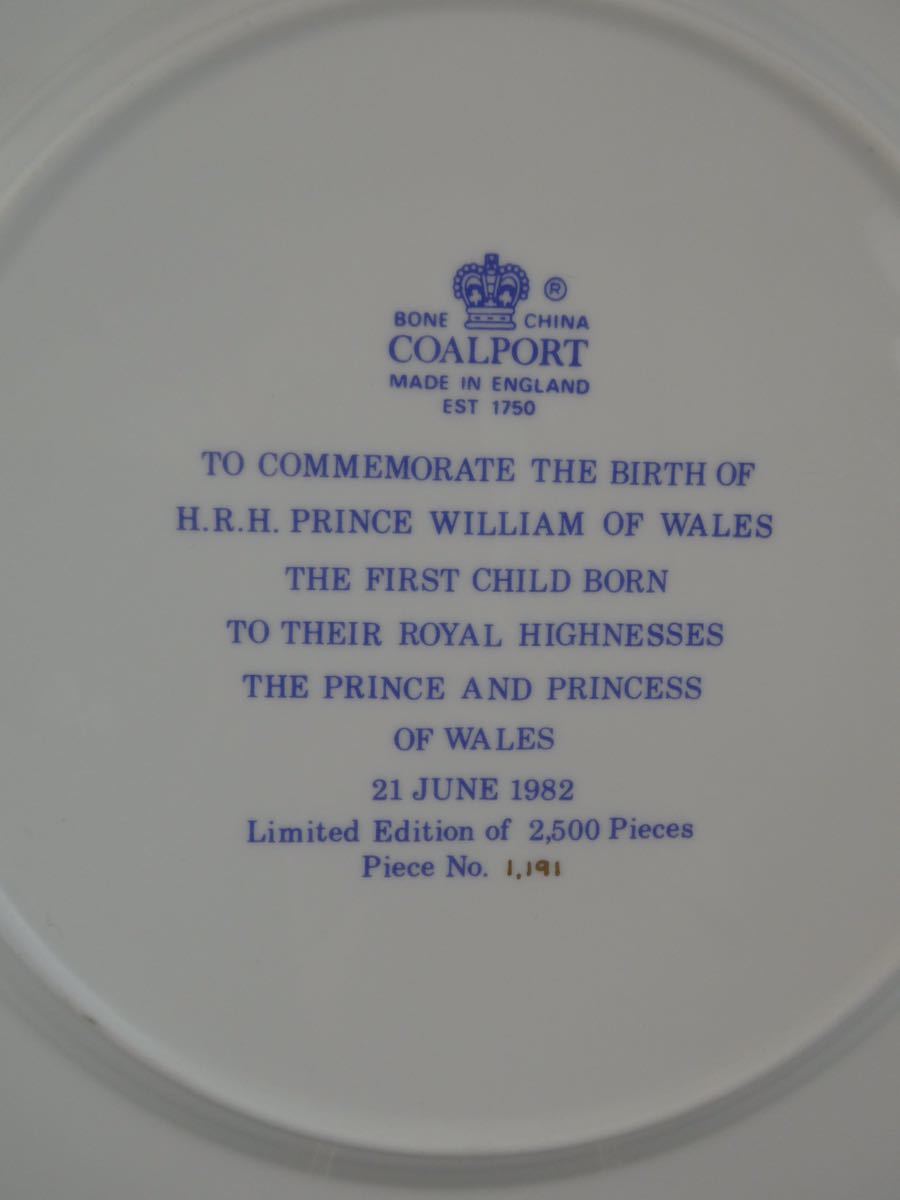 ®
BONE CHINA
COALPORT
MADE IN ENGLAND
EST 1750
TO COMMEMORATE THE BIRTH OF
H.R.H. PRINCE WILLIAM OF WALES
THE FIRST CHILD BORN
TO THEIR ROYAL HIGHNESSES
THE PRINCE AND PRINCESS
OF WALES
21 JUNE 1982
Limited Edition of 2,500 Pieces
Piece No. 1,191